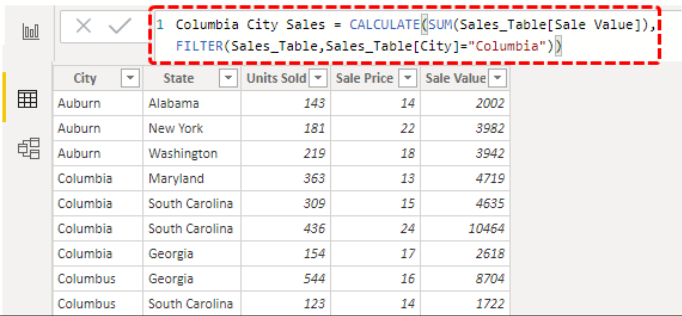 1 Columbia City Sales = CALCULATE(SUM(Sales_Table[Sale Value]),
FILTER(Sales_Table,Sales_Table[City]="Columbia"))
City State Units Sold Sale Price Sale Value
Auburn Alabama 143 14 2002
Auburn New York 181 22 3982
Auburn Washington 219 18 3942
Columbia Maryland 363 13 4719
Columbia South Carolina 309 15 4635
Columbia South Carolina 436 24 10464
Columbia Georgia 154 17 2618
Columbus Georgia 544 16 8704
Columbus South Carolina 123 14 1722